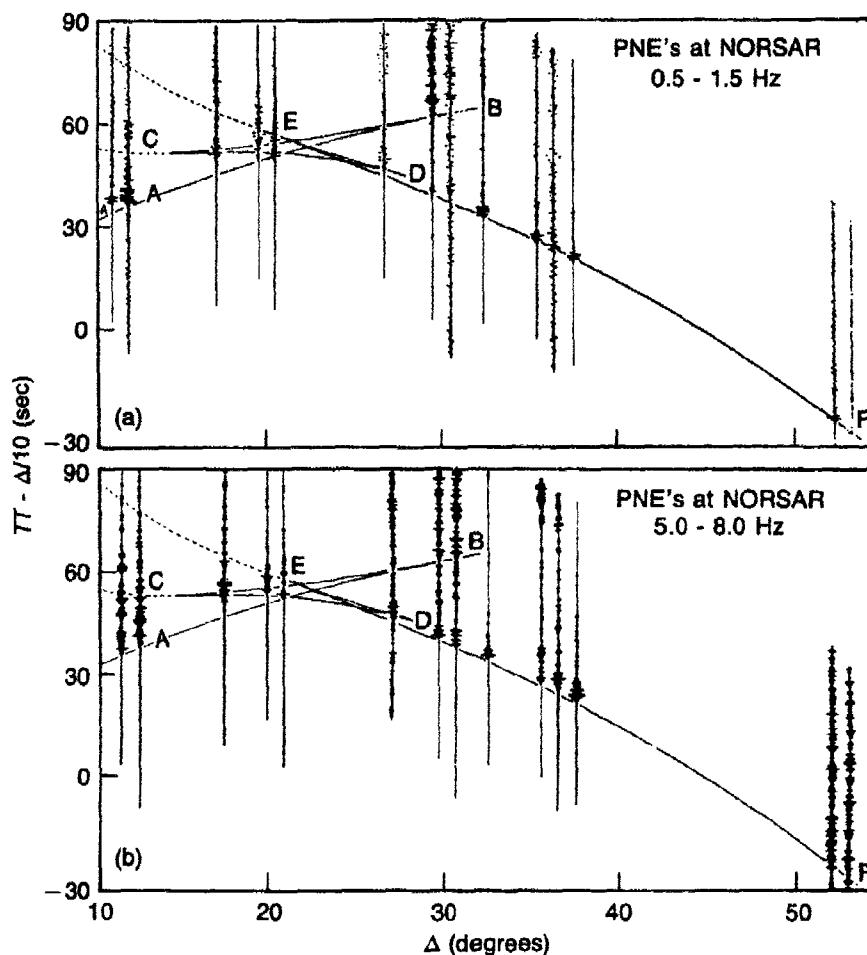 90
60
30
0
−30
PNE's at NORSAR
0.5 - 1.5 Hz
A
C
E
B
D
F
(a)
TT - Δ/10 (sec)
90
60
30
0
−30
PNE's at NORSAR
5.0 - 8.0 Hz
A
C
E
B
D
F
(b)
10
20
30
40
50
Δ (degrees)